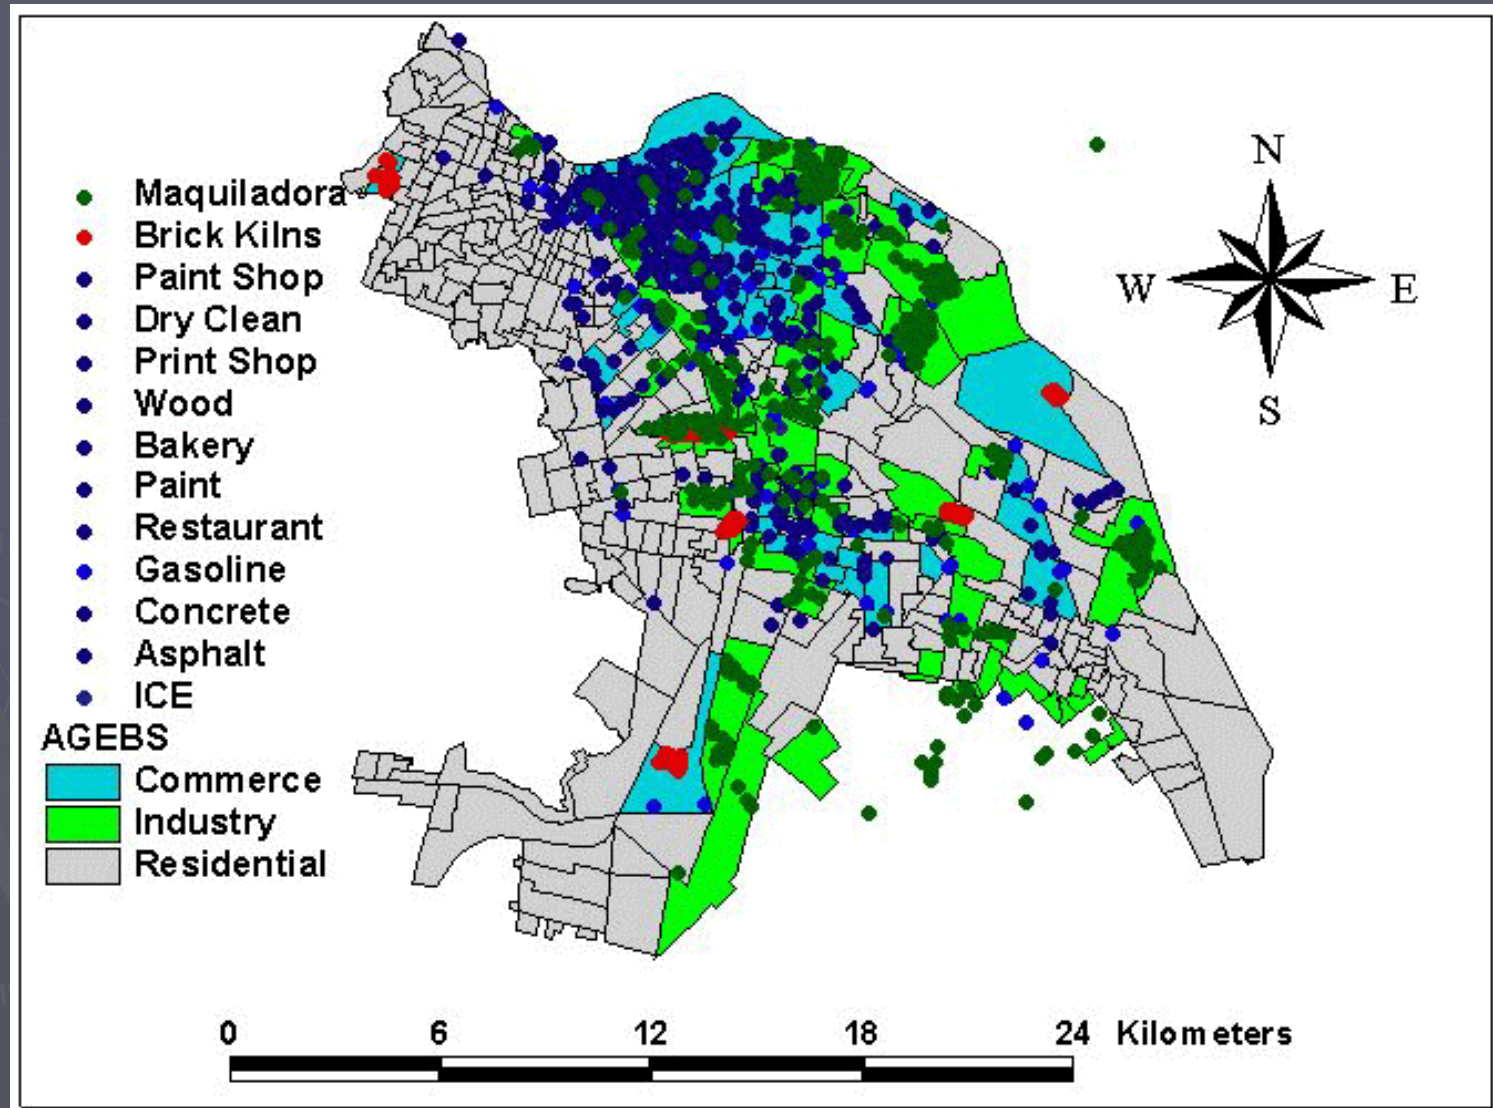 Maquiladora
Brick Kilns
Paint Shop
Dry Clean
Print Shop
Wood
Bakery
Paint
Restaurant
Gasoline
Concrete
Asphalt
ICE
AGEBS
Commerce
Industry
Residential
N
W E
S
0 6 12 18 24 Kilometers